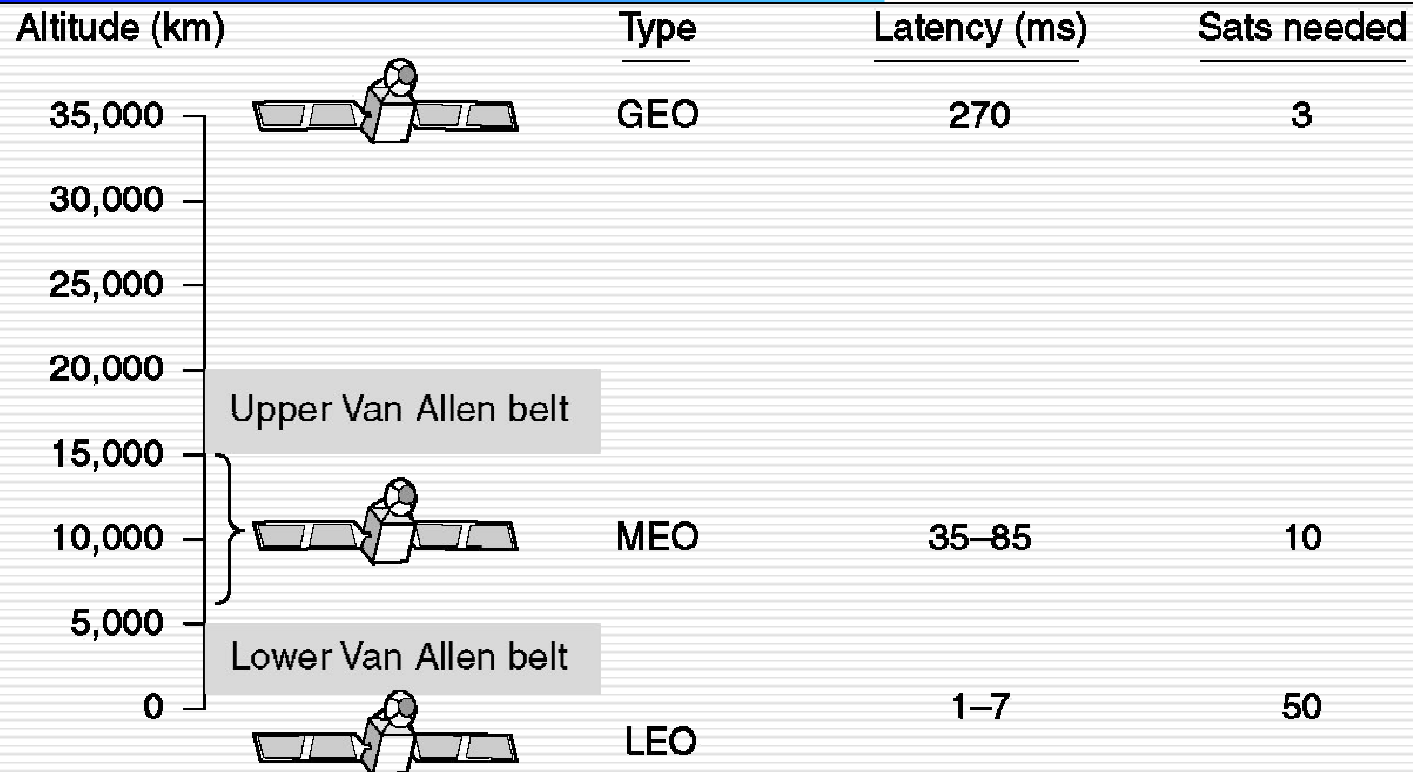 Altitude (km) Type Latency (ms) Sats needed
35,000 GEO 270 3
30,000
25,000
20,000
Upper Van Allen belt
15,000
10,000 MEO 35–85 10
5,000
Lower Van Allen belt
0 1–7 50
LEO